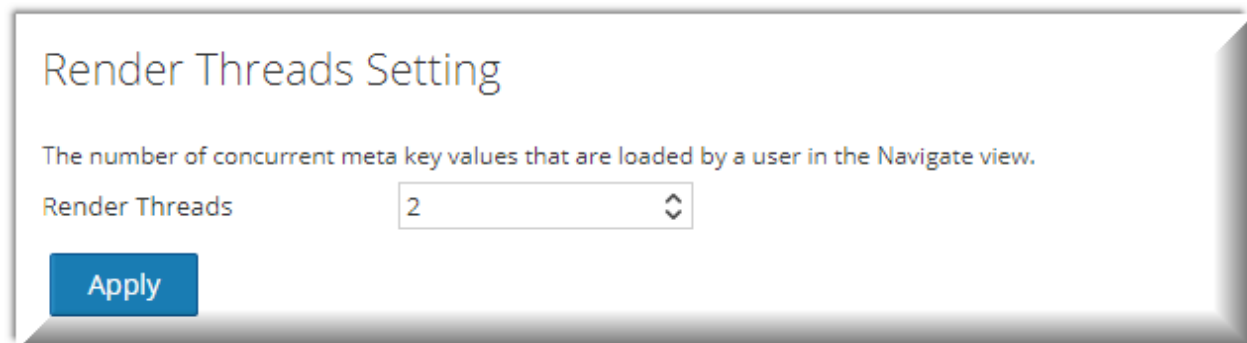 Render Threads Setting
The number of concurrent meta key values that are loaded by a user in the Navigate view.
Render Threads 2
Apply